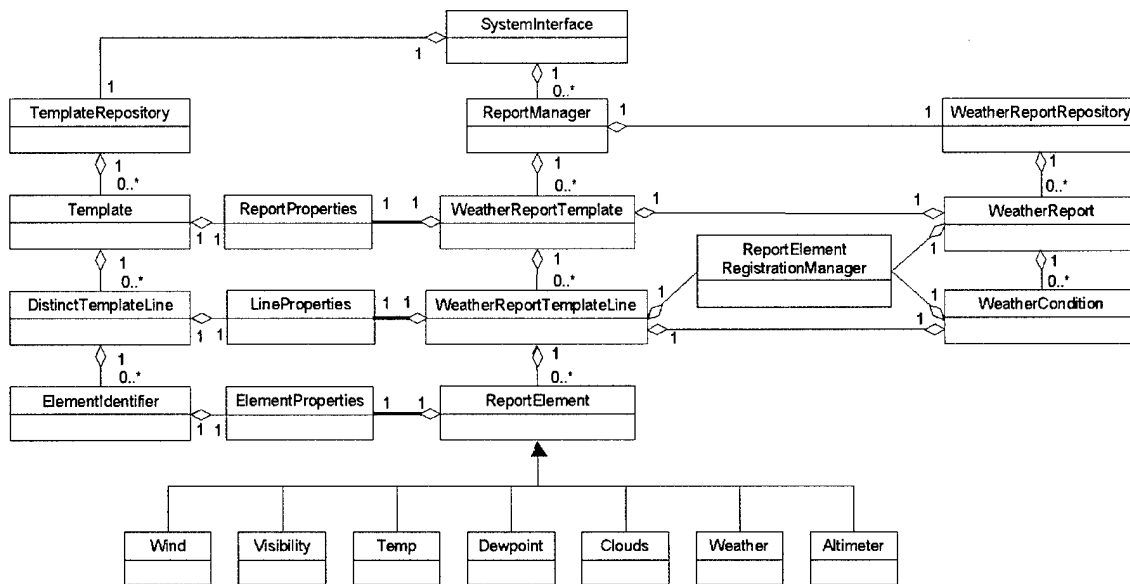 SystemInterface
1
1
1
0..*
1
TemplateRepository
ReportManager
1
1
WeatherReportRepository
1
0..*
1
0..*
1
0..*
Template
1
1
ReportProperties
1
1
WeatherReportTemplate
1
1
WeatherReport
1
1
0..*
1
0..*
ReportElement
RegistrationManager
1
1
1
0..*
DistinctTemplateLine
1
1
LineProperties
1
1
WeatherReportTemplateLine
1
1
WeatherCondition
1
0..*
1
0..*
ElementIdentifier
1
1
ElementProperties
1
1
ReportElement
Wind
Visibility
Temp
Dewpoint
Clouds
Weather
Altimeter